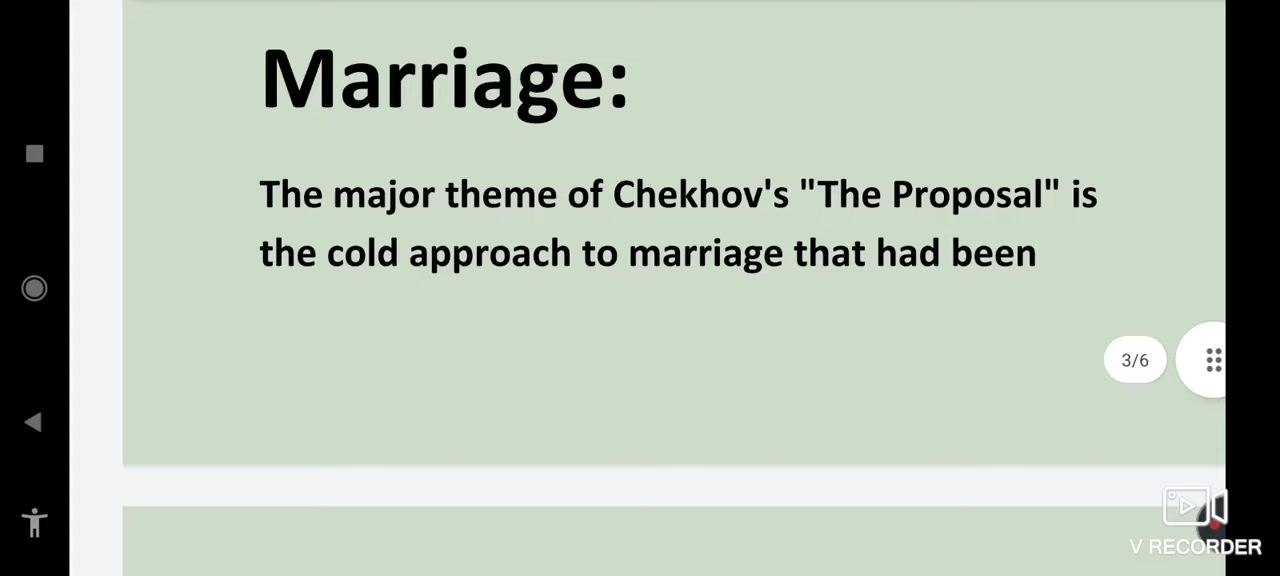 Marriage:
The major theme of Chekhov's "The Proposal" is
the cold approach to marriage that had been
3/6
V RECORDER